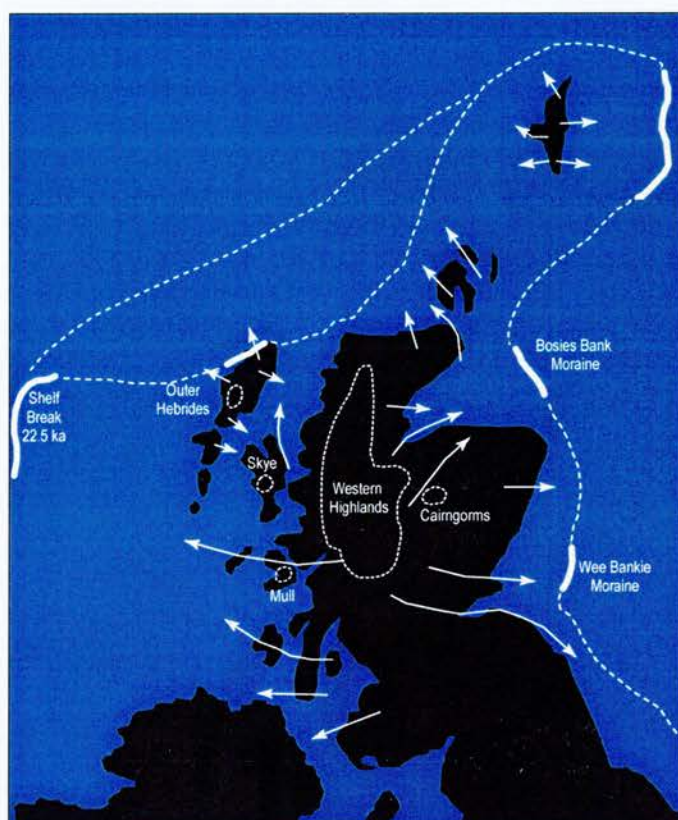 Bosies Bank
Moraine
Shelf
Break
22.5 ka
Outer
Hebrides
Skye
Western
Highlands
Cairngorms
Wee Bankie
Moraine
Mull